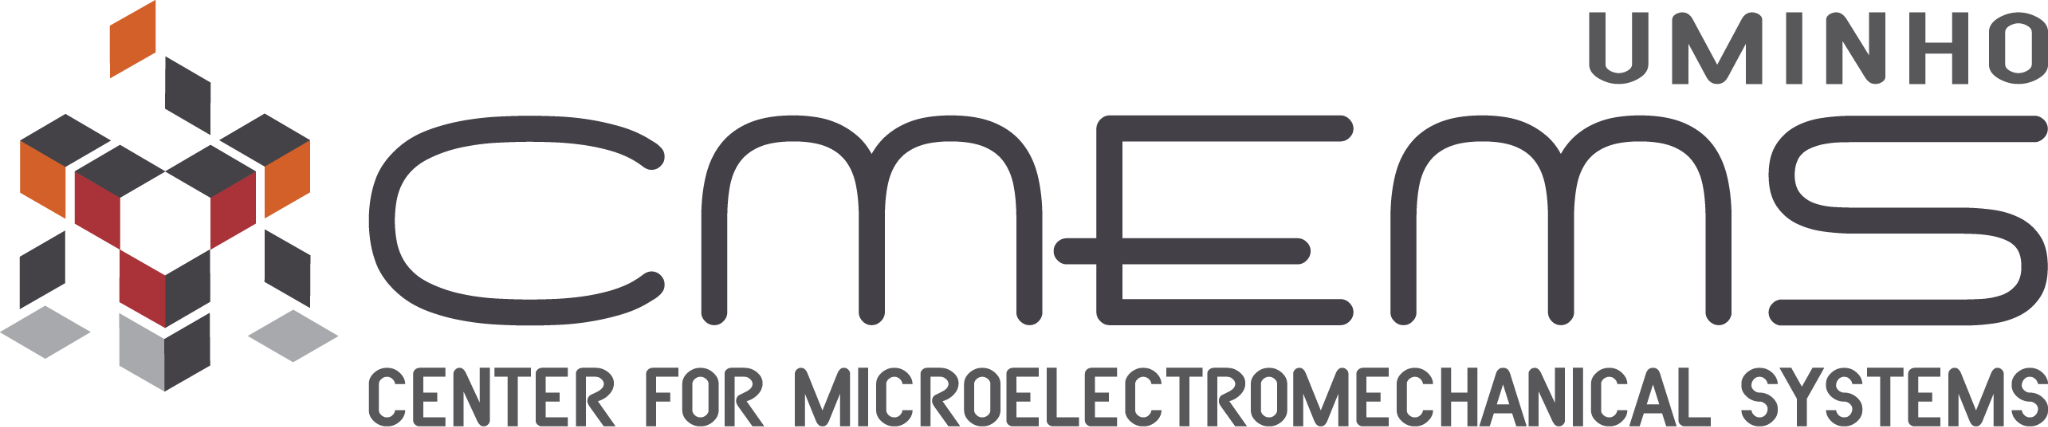 UMINHO
CMEMS
CENTER FOR MICROELECTROMECHANICAL SYSTEMS